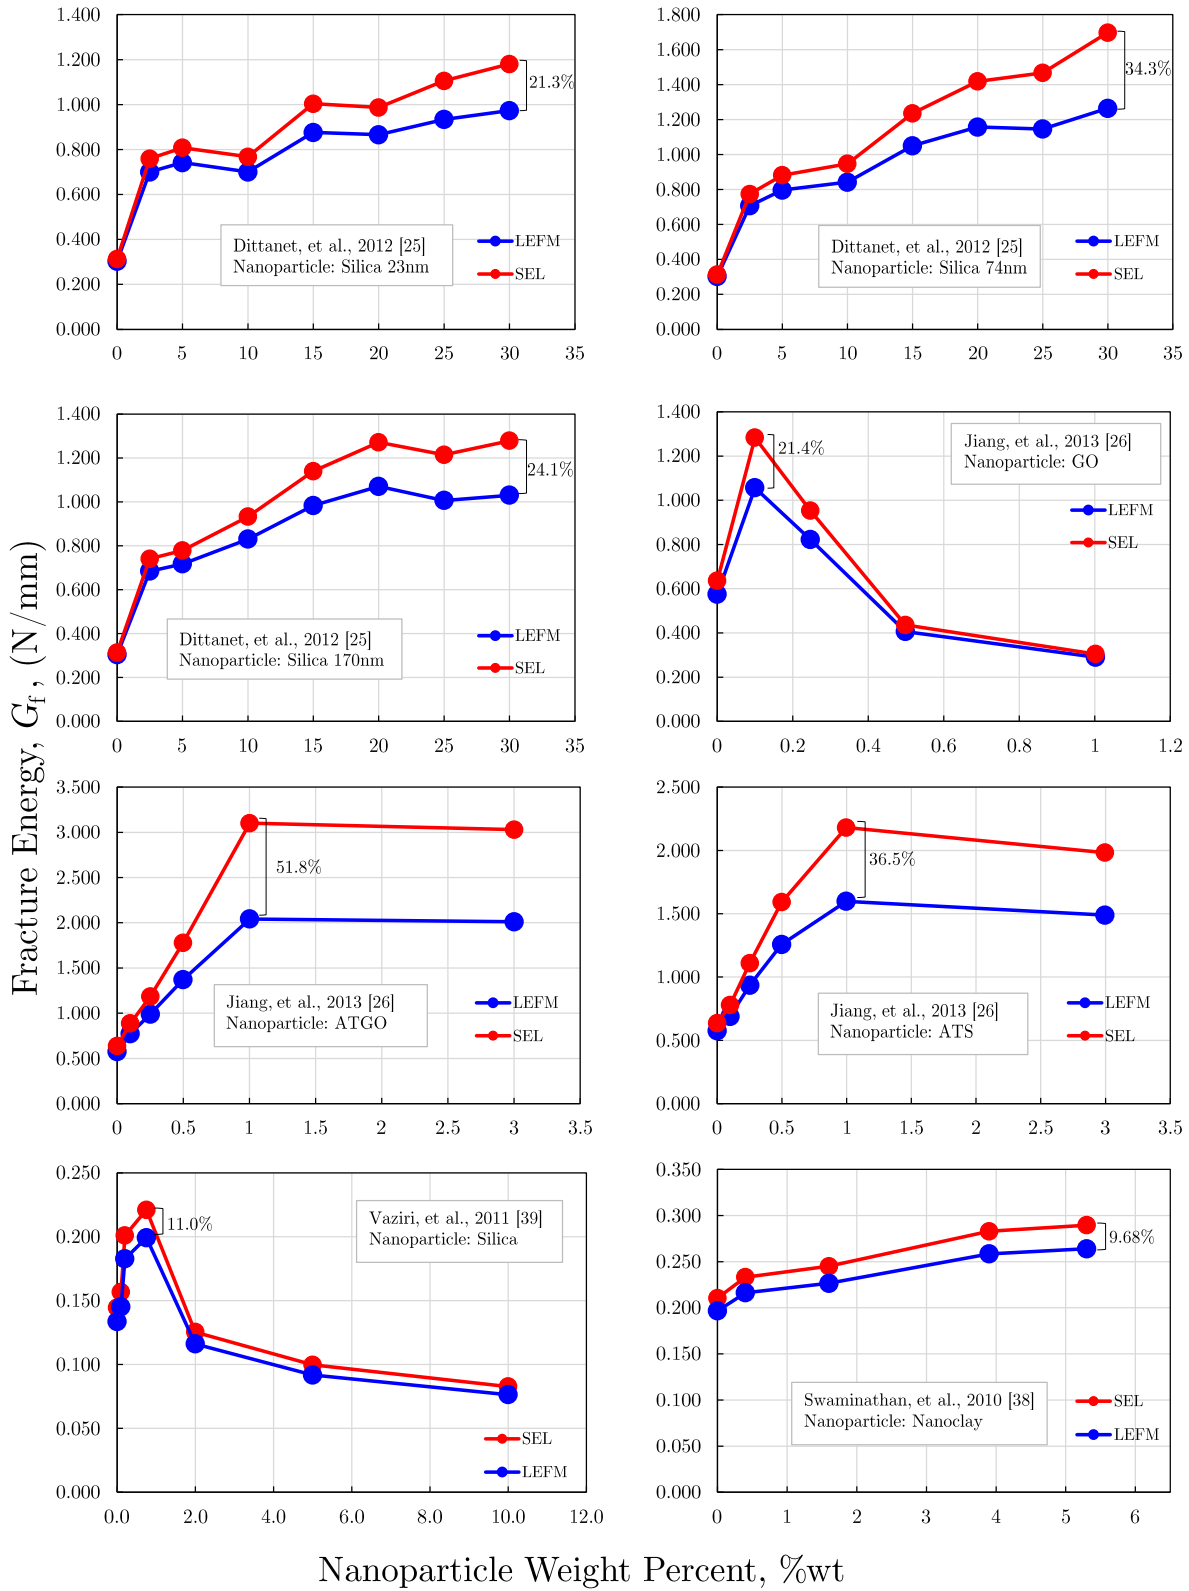 Fracture Energy, Gf, (N/mm)
1.400
1.200
1.000
0.800
0.600
0.400
0.200
0.000
0 5 10 15 20 25 30 35
21.3%
Dittanet, et al., 2012 [25]
Nanoparticle: Silica 23nm
LEFM
SEL
1.800
1.600
1.400
1.200
1.000
0.800
0.600
0.400
0.200
0.000
0 5 10 15 20 25 30 35
34.3%
Dittanet, et al., 2012 [25]
Nanoparticle: Silica 74nm
LEFM
SEL
1.400
1.200
1.000
0.800
0.600
0.400
0.200
0.000
0 5 10 15 20 25 30 35
24.1%
Dittanet, et al., 2012 [25]
Nanoparticle: Silica 170nm
LEFM
SEL
1.400
1.200
1.000
0.800
0.600
0.400
0.200
0.000
0 0.2 0.4 0.6 0.8 1 1.2
21.4%
Jiang, et al., 2013 [26]
Nanoparticle: GO
LEFM
SEL
3.500
3.000
2.500
2.000
1.500
1.000
0.500
0.000
0 0.5 1 1.5 2 2.5 3 3.5
51.8%
Jiang, et al., 2013 [26]
Nanoparticle: ATGO
LEFM
SEL
2.500
2.000
1.500
1.000
0.500
0.000
0 0.5 1 1.5 2 2.5 3 3.5
36.5%
Jiang, et al., 2013 [26]
Nanoparticle: ATS
LEFM
SEL
0.250
0.200
0.150
0.100
0.050
0.000
0.0 2.0 4.0 6.0 8.0 10.0 12.0
11.0%
Vaziri, et al., 2011 [39]
Nanoparticle: Silica
SEL
LEFM
0.350
0.300
0.250
0.200
0.150
0.100
0.050
0.000
0 1 2 3 4 5 6
9.68%
Swaminathan, et al., 2010 [38]
Nanoparticle: Nanoclay
SEL
LEFM
Nanoparticle Weight Percent, %wt